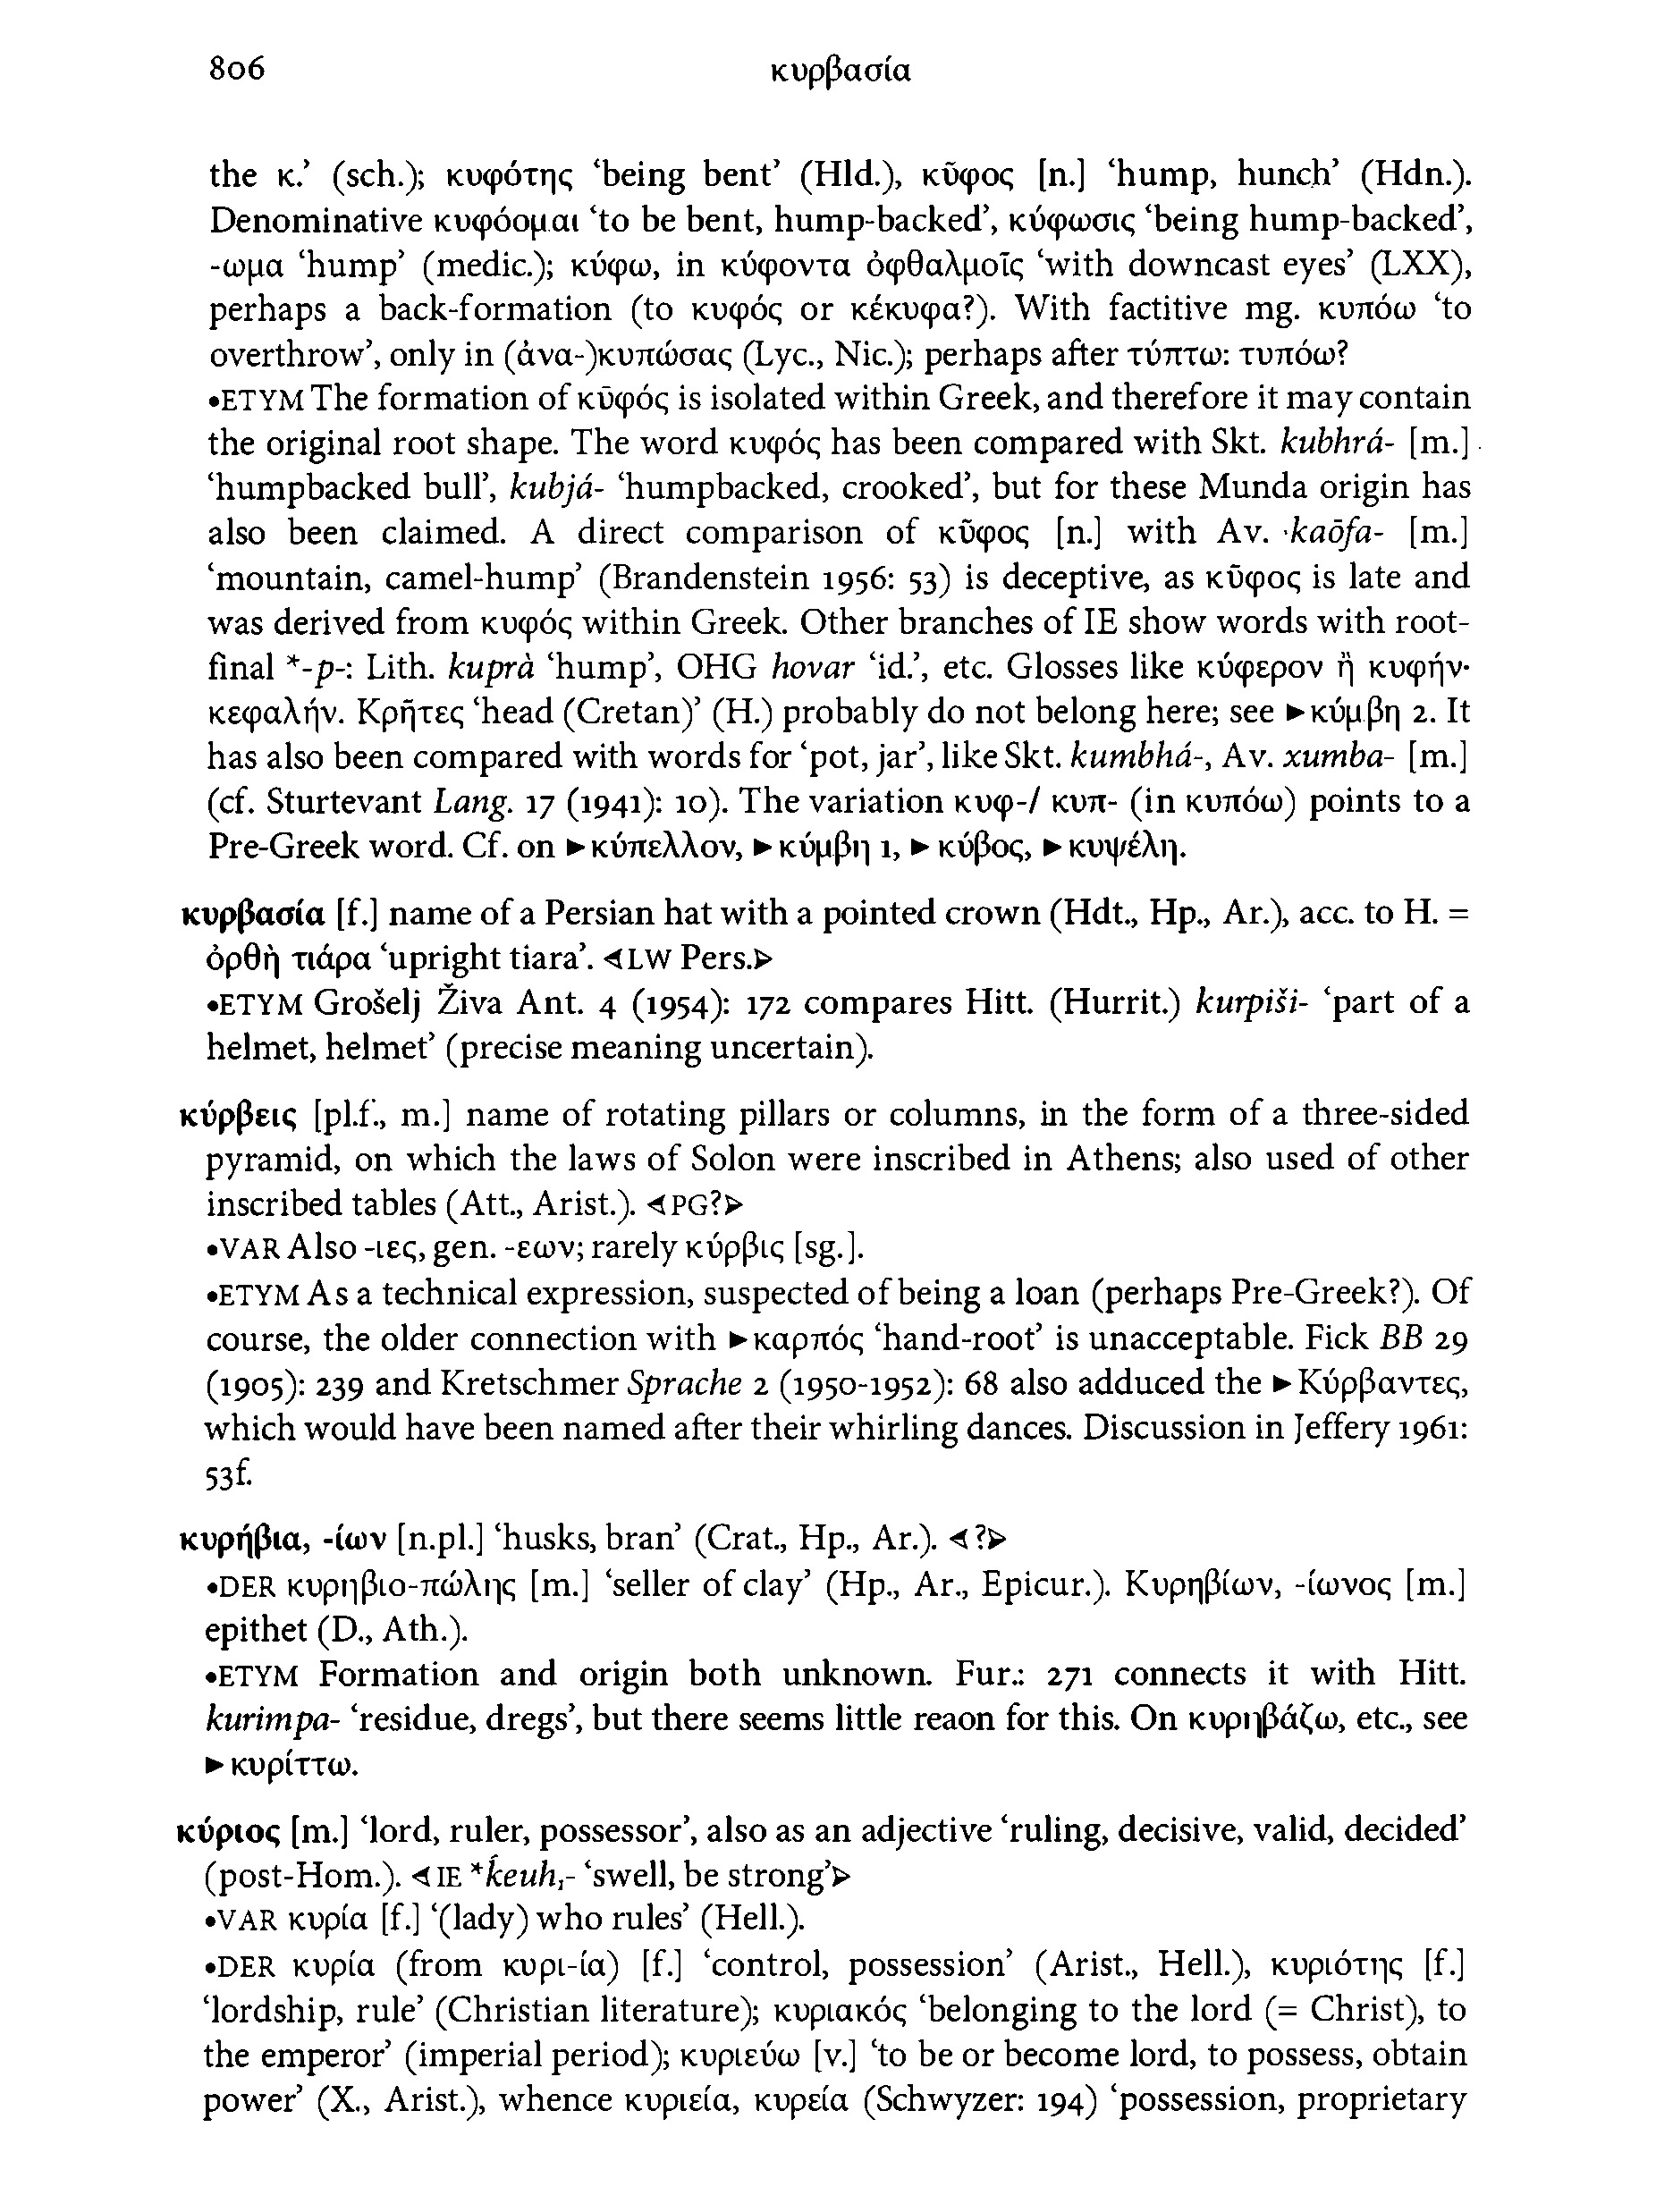 806 κυρβασία
the κ.’ (sch.); κυφότης ‘being bent’ (Hld.), κῦφος [n.] ‘hump, hunch’ (Hdn.).
Denominative κυφόομαι ‘to be bent, hump-backed’, κύφωσις ‘being hump-backed’,
-ωμα ‘hump’ (medic.); κύφω, in κύφοντα ὀφθαλμοῖς ‘with downcast eyes’ (LXX),
perhaps a back-formation (to κυφός or κέκυφα?). With factitive mg. κυπόω ‘to
overthrow’, only in (ἀνα-)κυπώσας (Lyc., Nic.); perhaps after τύπτω: τυπόω?
•ETYM The formation of κῡφός is isolated within Greek, and therefore it may contain
the original root shape. The word κυφός has been compared with Skt. kubhrá- [m.]
‘humpbacked bull’, kubjá- ‘humpbacked, crooked’, but for these Munda origin has
also been claimed. A direct comparison of κῦφος [n.] with Av. kaōfa- [m.]
‘mountain, camel-hump’ (Brandenstein 1956: 53) is deceptive, as κῦφος is late and
was derived from κυφός within Greek. Other branches of IE show words with root-
final *-p-: Lith. kuprà ‘hump’, OHG hovar ‘id.’, etc. Glosses like κύφερον ἢ κυφήν·
κεφαλήν. Κρῆτες ‘head (Cretan)’ (H.) probably do not belong here; see ►κύμβη 2. It
has also been compared with words for ‘pot, jar’, like Skt. kumbhá-, Av. xumba- [m.]
(cf. Sturtevant Lang. 17 (1941): 10). The variation κυφ-/ κυπ- (in κυπόω) points to a
Pre-Greek word. Cf. on ►κύπελλον, ►κύμβη 1, ►κύβος, ►κυψέλη.
κυρβασία [f.] name of a Persian hat with a pointed crown (Hdt., Hp., Ar.), acc. to H. =
ὀρθὴ τιάρα ‘upright tiara’. ⊲LW Pers.⊳
•ETYM Grošelj Živa Ant. 4 (1954): 172 compares Hitt. (Hurrit.) kurpiši- ‘part of a
helmet, helmet’ (precise meaning uncertain).
κύρβεις [pl.f., m.] name of rotating pillars or columns, in the form of a three-sided
pyramid, on which the laws of Solon were inscribed in Athens; also used of other
inscribed tables (Att., Arist.). ⊲PG?⊳
•VAR Also -ιες, gen. -εων; rarely κύρβις [sg.].
•ETYM As a technical expression, suspected of being a loan (perhaps Pre-Greek?). Of
course, the older connection with ►καρπός ‘hand-root’ is unacceptable. Fick BB 29
(1905): 239 and Kretschmer Sprache 2 (1950-1952): 68 also adduced the ►Κύρβαντες,
which would have been named after their whirling dances. Discussion in Jeffery 1961:
53f.
κυρήβια, -ίων [n.pl.] ‘husks, bran’ (Crat., Hp., Ar.). ⊲?⊳
•DER κυρηβιο-πώλης [m.] ‘seller of clay’ (Hp., Ar., Epicur.). Κυρηβίων, -ίωνος [m.]
epithet (D., Ath.).
•ETYM Formation and origin both unknown. Fur.: 271 connects it with Hitt.
kurimpa- ‘residue, dregs’, but there seems little reaon for this. On κυρηβάζω, etc., see
►κυρίττω.
κύριος [m.] ‘lord, ruler, possessor’, also as an adjective ‘ruling, decisive, valid, decided’
(post-Hom.). ⊲IE *ḱeuh₁- ‘swell, be strong’⊳
•VAR κυρία [f.] ‘(lady) who rules’ (Hell.).
•DER κυρία (from κυρι-ία) [f.] ‘control, possession’ (Arist., Hell.), κυριότης [f.]
‘lordship, rule’ (Christian literature); κυριακός ‘belonging to the lord (= Christ), to
the emperor’ (imperial period); κυριεύω [v.] ‘to be or become lord, to possess, obtain
power’ (X., Arist.), whence κυριεία, κυρεία (Schwyzer: 194) ‘possession, proprietary